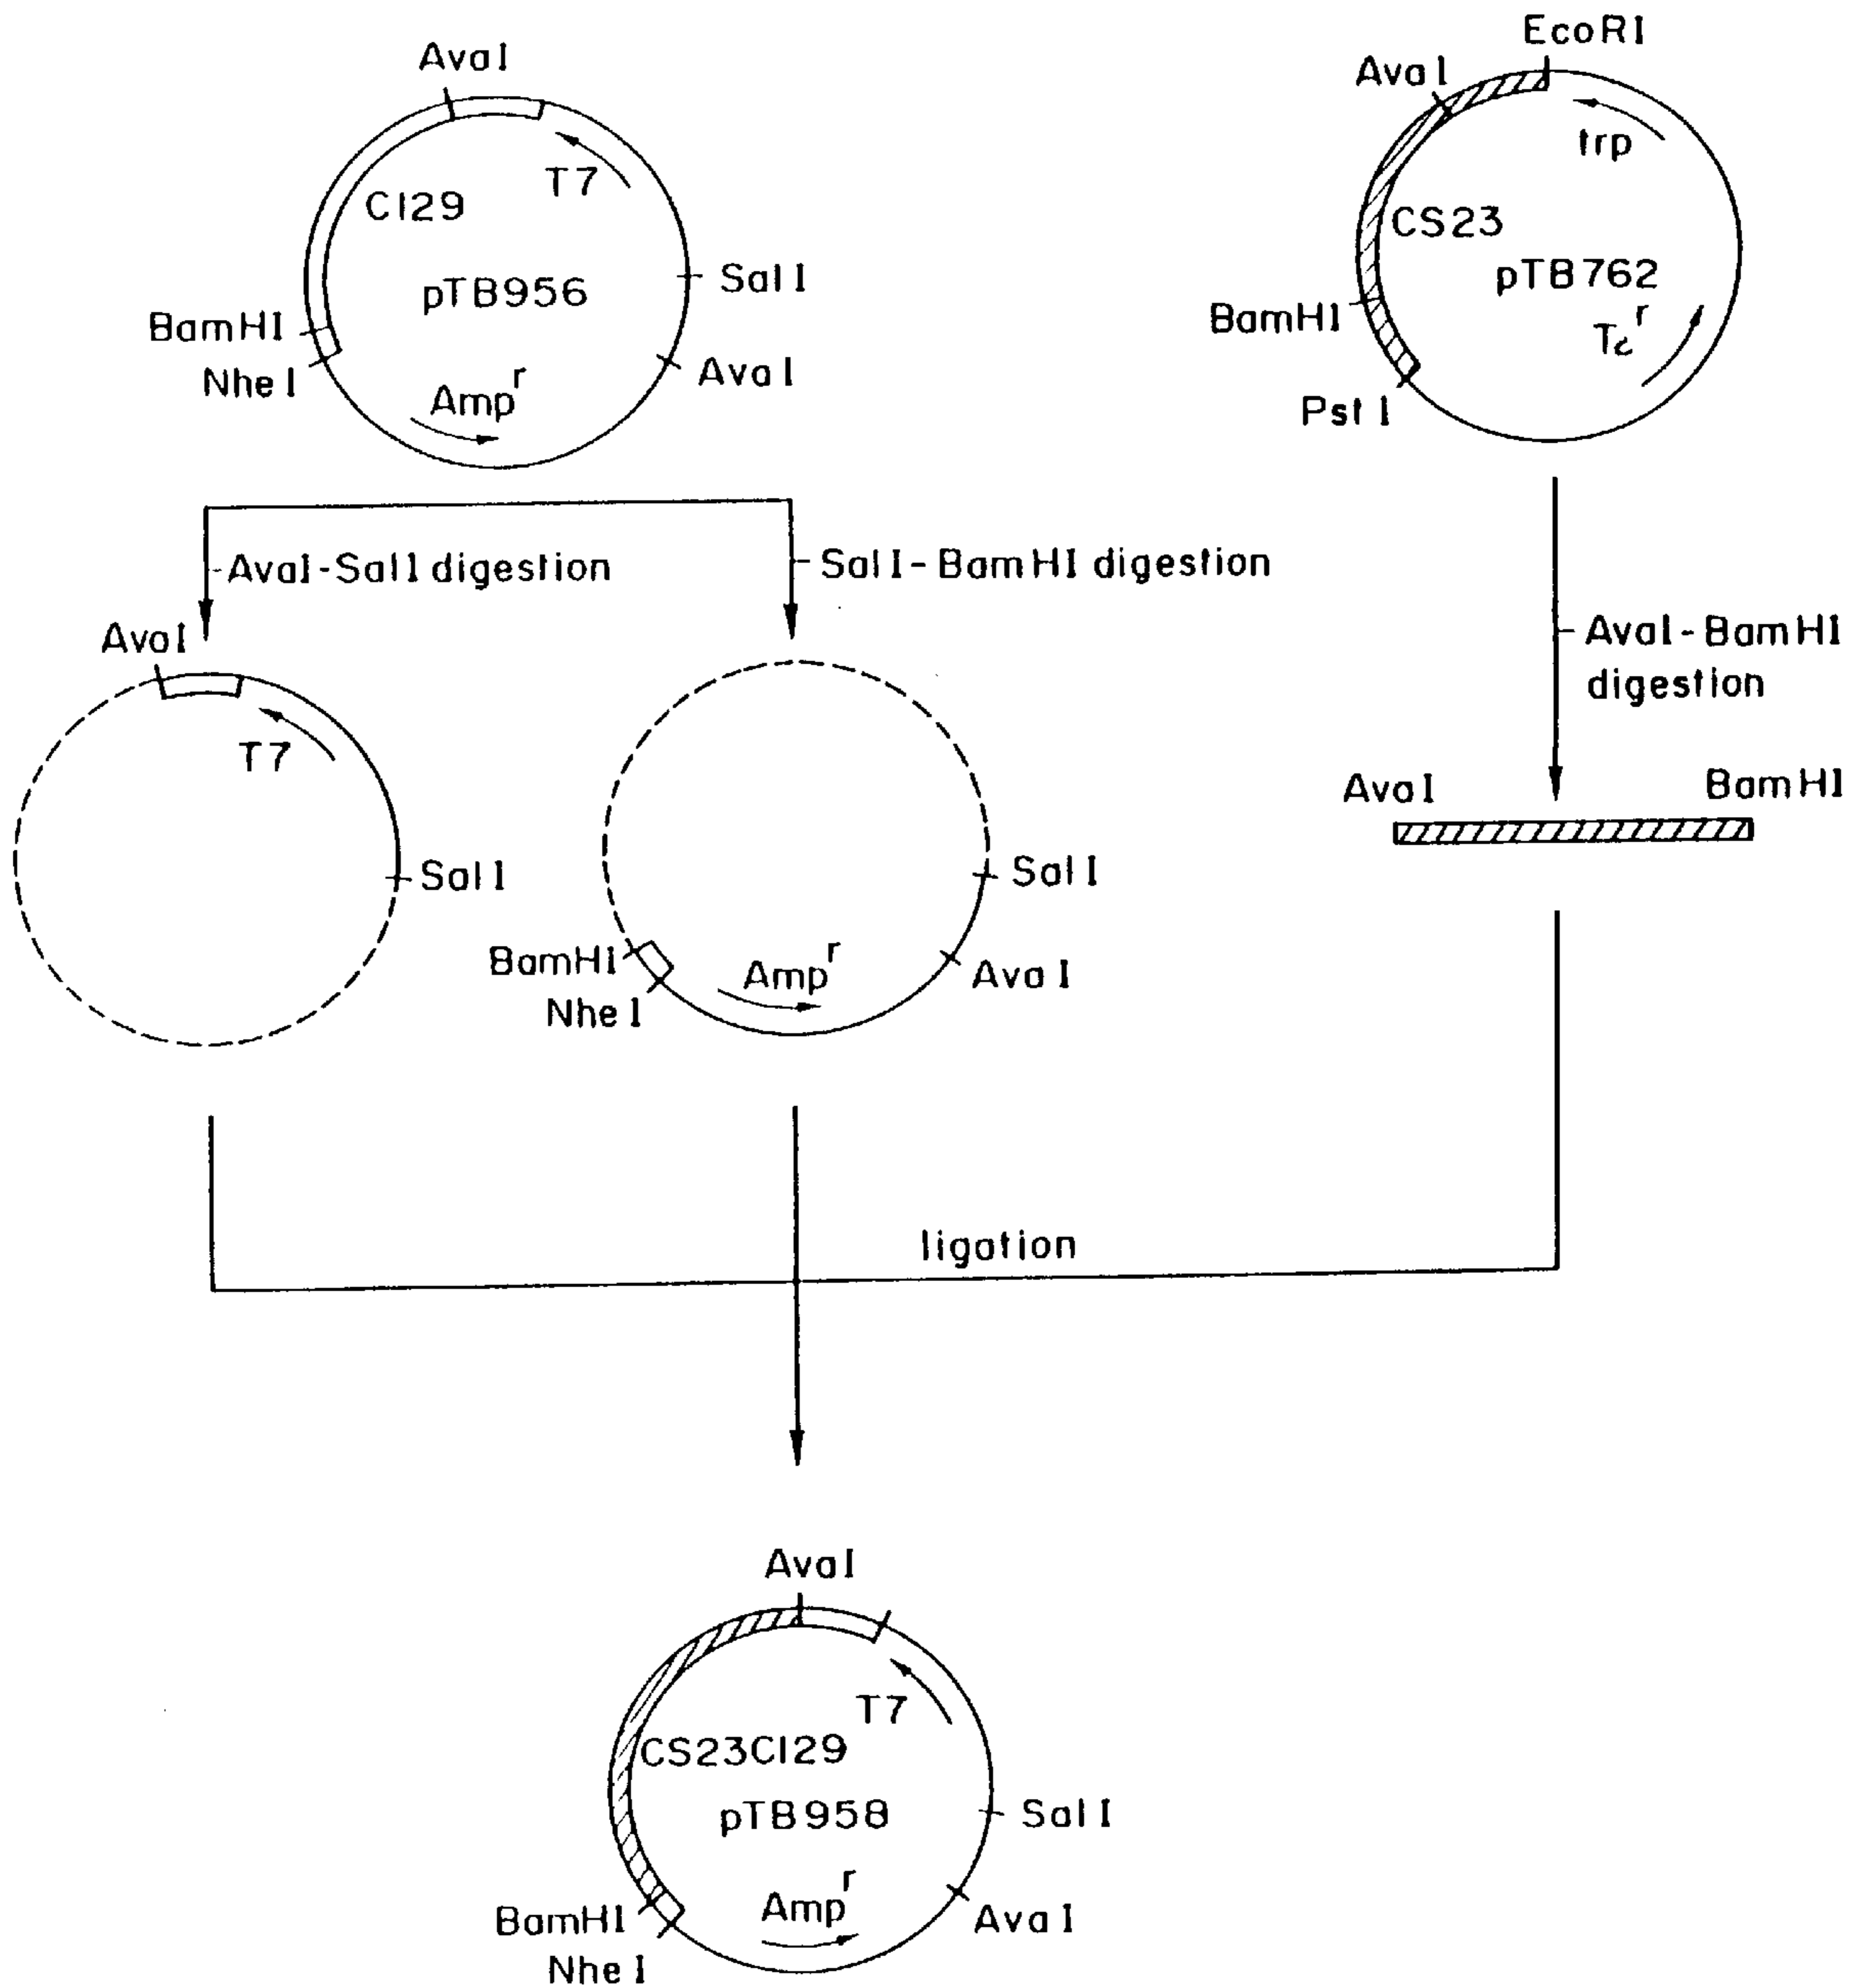 AvaI
T7
C129
pTB956
SalI
BamHI
NheI
AvaI
Amp^r
EcoRI
AvaI
trp
CS23
pTB762
BamHI
Tc^r
PstI
AvaI-SalI digestion
SalI-BamHI digestion
AvaI-BamHI
digestion
AvaI
T7
SalI
SalI
BamHI
NheI
Amp^r
AvaI
AvaI
BamHI
ligation
AvaI
T7
CS23C129
pTB958
SalI
BamHI
NheI
Amp^r
AvaI